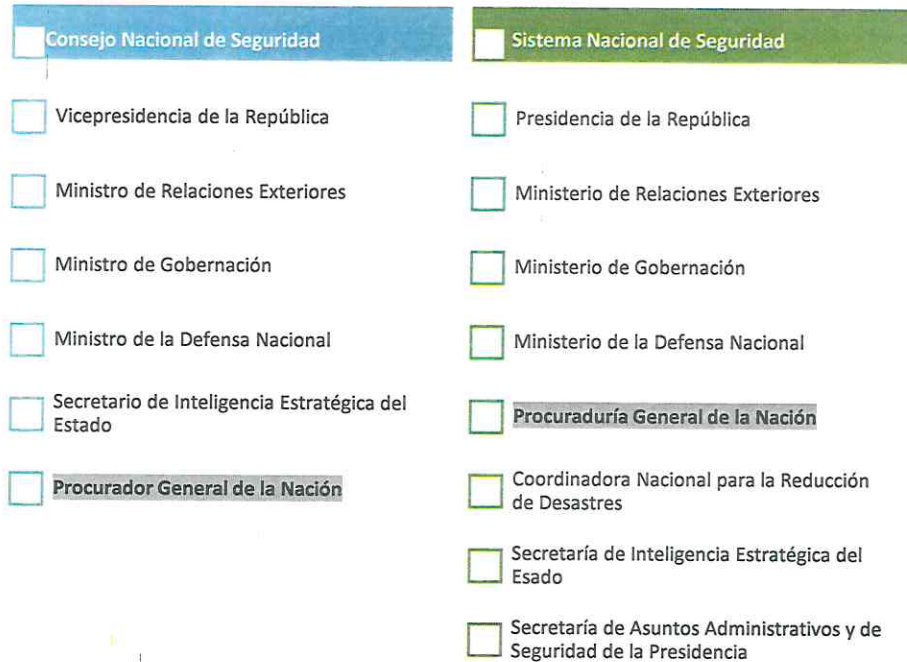 Consejo Nacional de Seguridad
Vicepresidencia de la República
Ministro de Relaciones Exteriores
Ministro de Gobernación
Ministro de la Defensa Nacional
Secretario de Inteligencia Estratégica del
Estado
Procurador General de la Nación
Sistema Nacional de Seguridad
Presidencia de la República
Ministerio de Relaciones Exteriores
Ministerio de Gobernación
Ministerio de la Defensa Nacional
Procuraduría General de la Nación
Coordinadora Nacional para la Reducción
de Desastres
Secretaría de Inteligencia Estratégica del
Esado
Secretaría de Asuntos Administrativos y de
Seguridad de la Presidencia